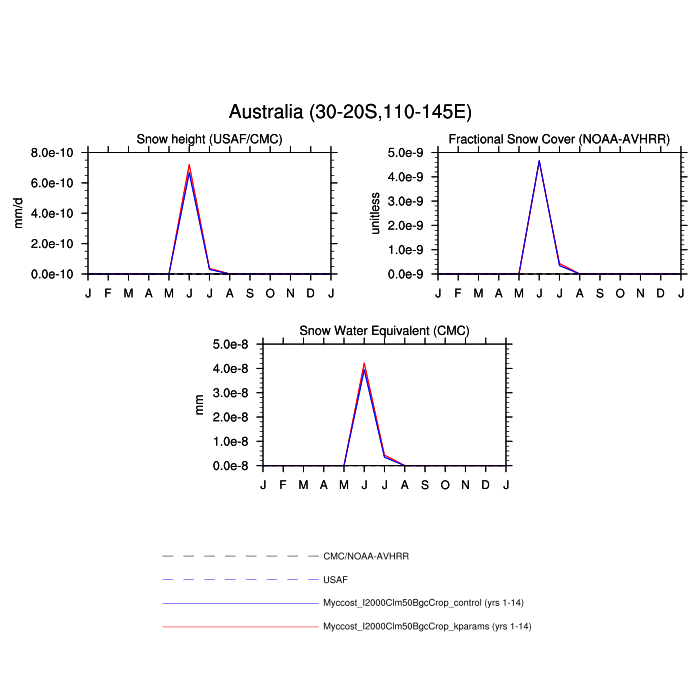 Australia (30-20S,110-145E)
Snow height (USAF/CMC)
mm/d
8.0e-10
6.0e-10
4.0e-10
2.0e-10
0.0e-10
J F M A M J J A S O N D J
Fractional Snow Cover (NOAA-AVHRR)
unitless
5.0e-9
4.0e-9
3.0e-9
2.0e-9
1.0e-9
0.0e-9
J F M A M J J A S O N D J
Snow Water Equivalent (CMC)
mm
5.0e-8
4.0e-8
3.0e-8
2.0e-8
1.0e-8
0.0e-8
J F M A M J J A S O N D J
CMC/NOAA-AVHRR
USAF
Myccost_I2000Clm50BgcCrop_control (yrs 1-14)
Myccost_I2000Clm50BgcCrop_kparams (yrs 1-14)